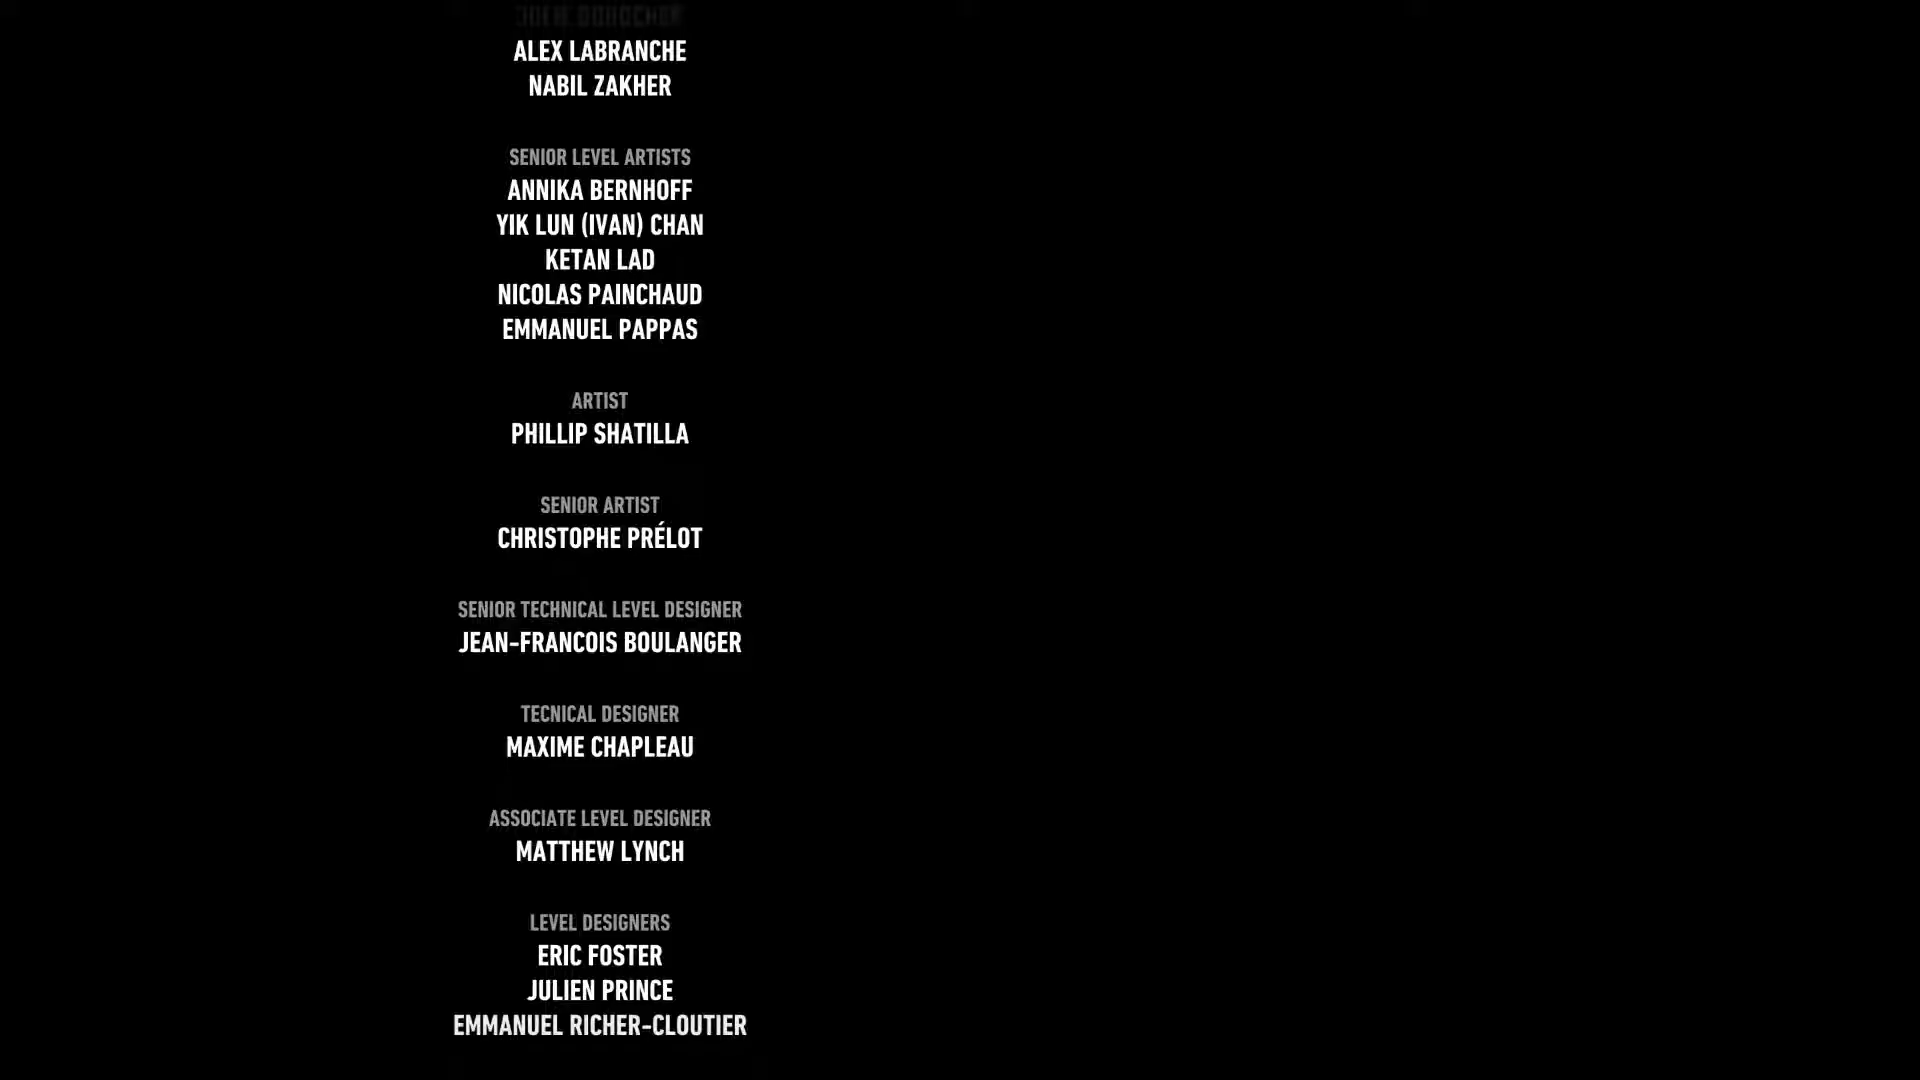 ALEX LABRANCHE
NABIL ZAKHER
SENIOR LEVEL ARTISTS
ANNIKA BERNHOFF
YIK LUN (IVAN) CHAN
KETAN LAD
NICOLAS PAINCHAUD
EMMANUEL PAPPAS
ARTIST
PHILLIP SHATILLA
SENIOR ARTIST
CHRISTOPHE PRÉLOT
SENIOR TECHNICAL LEVEL DESIGNER
JEAN-FRANCOIS BOULANGER
TECNICAL DESIGNER
MAXIME CHAPLEAU
ASSOCIATE LEVEL DESIGNER
MATTHEW LYNCH
LEVEL DESIGNERS
ERIC FOSTER
JULIEN PRINCE
EMMANUEL RICHER-CLOUTIER